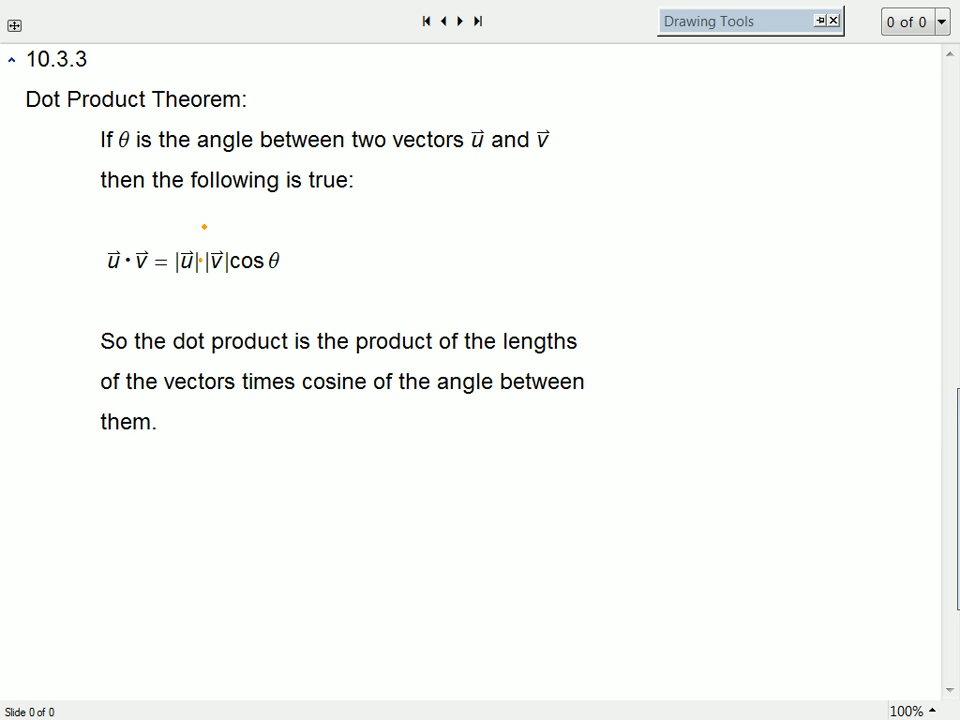 Drawing Tools
0 of 0
10.3.3
Dot Product Theorem:
If θ is the angle between two vectors u⃗ and v⃗
then the following is true:
u⃗ • v⃗ = |u⃗|·|v⃗|cos θ
So the dot product is the product of the lengths
of the vectors times cosine of the angle between
them.
Slide 0 of 0
100%